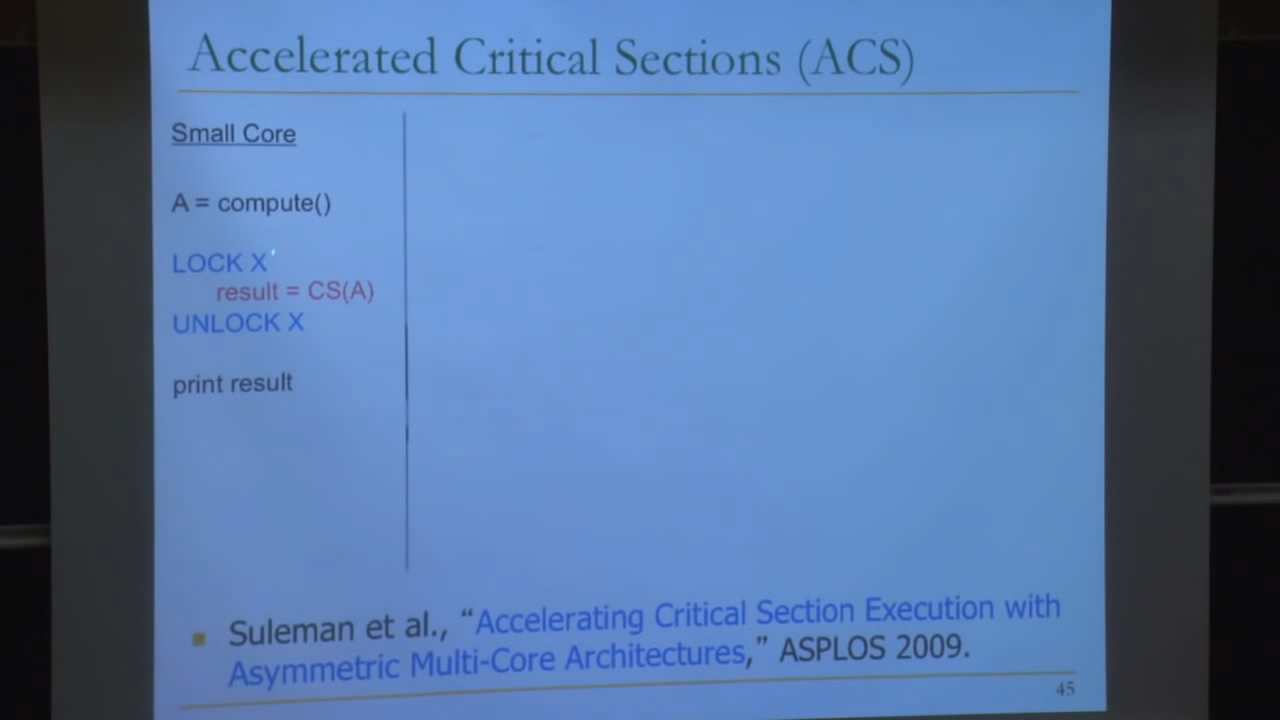 Accelerated Critical Sections (ACS)
Small Core
A = compute()
LOCK X
result = CS(A)
UNLOCK X
print result
Suleman et al., “Accelerating Critical Section Execution with
Asymmetric Multi-Core Architectures,” ASPLOS 2009.
45